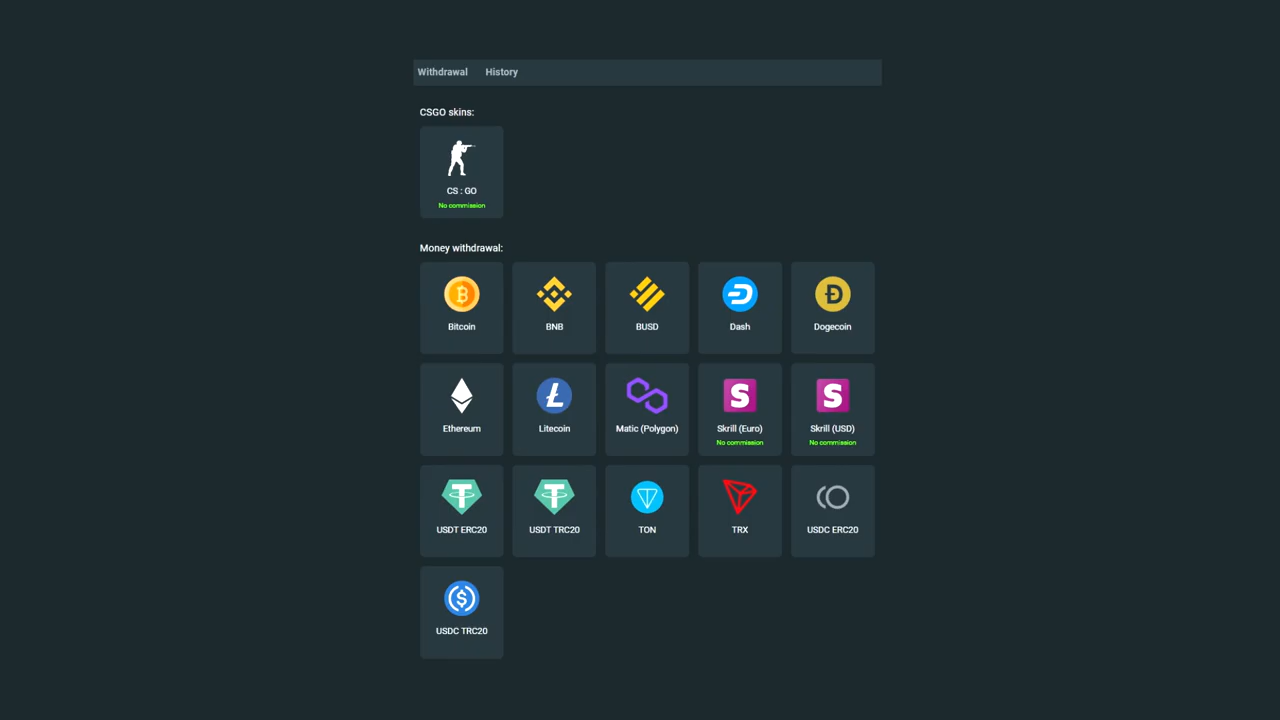 Withdrawal History
CSGO skins:
CS : GO
No commission
Money withdrawal:
Bitcoin BNB BUSD Dash Dogecoin
Ethereum Litecoin Matic (Polygon) Skrill (Euro) Skrill (USD)
No commission No commission
USDT ERC20 USDT TRC20 TON TRX USDC ERC20
USDC TRC20